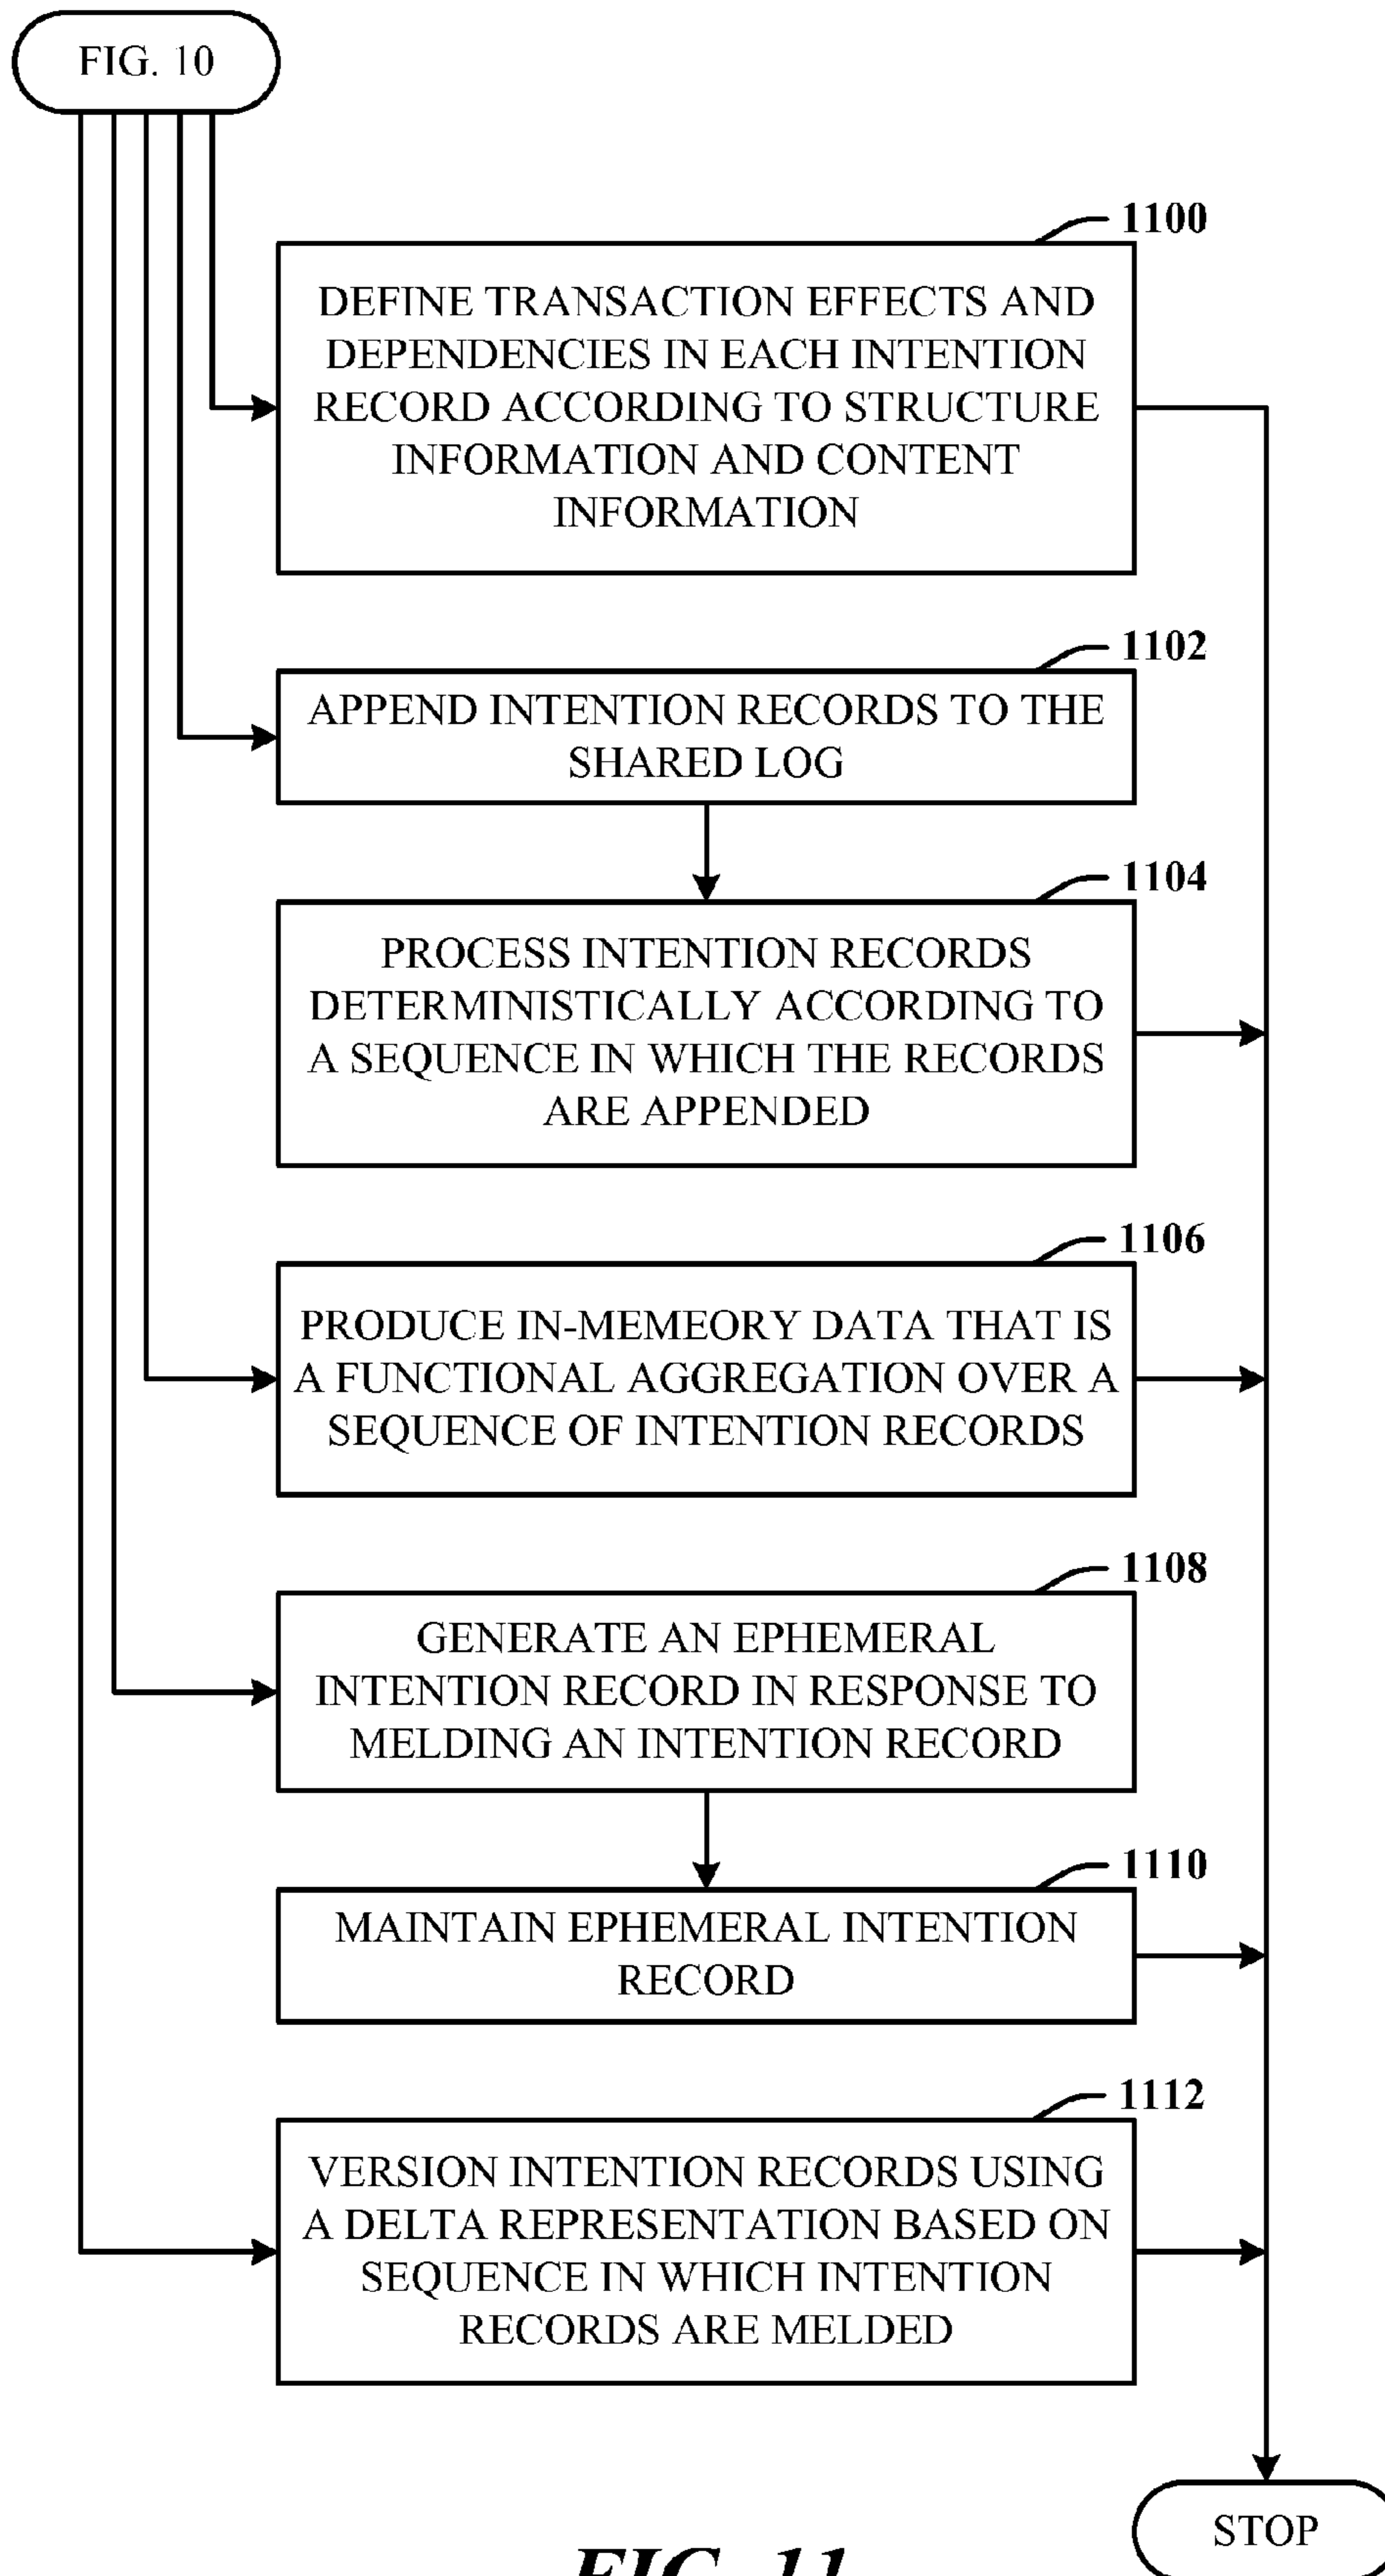 FIG. 10
1100
DEFINE TRANSACTION EFFECTS AND
DEPENDENCIES IN EACH INTENTION
RECORD ACCORDING TO STRUCTURE
INFORMATION AND CONTENT
INFORMATION
1102
APPEND INTENTION RECORDS TO THE
SHARED LOG
1104
PROCESS INTENTION RECORDS
DETERMINISTICALLY ACCORDING TO
A SEQUENCE IN WHICH THE RECORDS
ARE APPENDED
1106
PRODUCE IN-MEMEORY DATA THAT IS
A FUNCTIONAL AGGREGATION OVER A
SEQUENCE OF INTENTION RECORDS
1108
GENERATE AN EPHEMERAL
INTENTION RECORD IN RESPONSE TO
MELDING AN INTENTION RECORD
1110
MAINTAIN EPHEMERAL INTENTION
RECORD
1112
VERSION INTENTION RECORDS USING
A DELTA REPRESENTATION BASED ON
SEQUENCE IN WHICH INTENTION
RECORDS ARE MELDED
STOP
FIG. 11